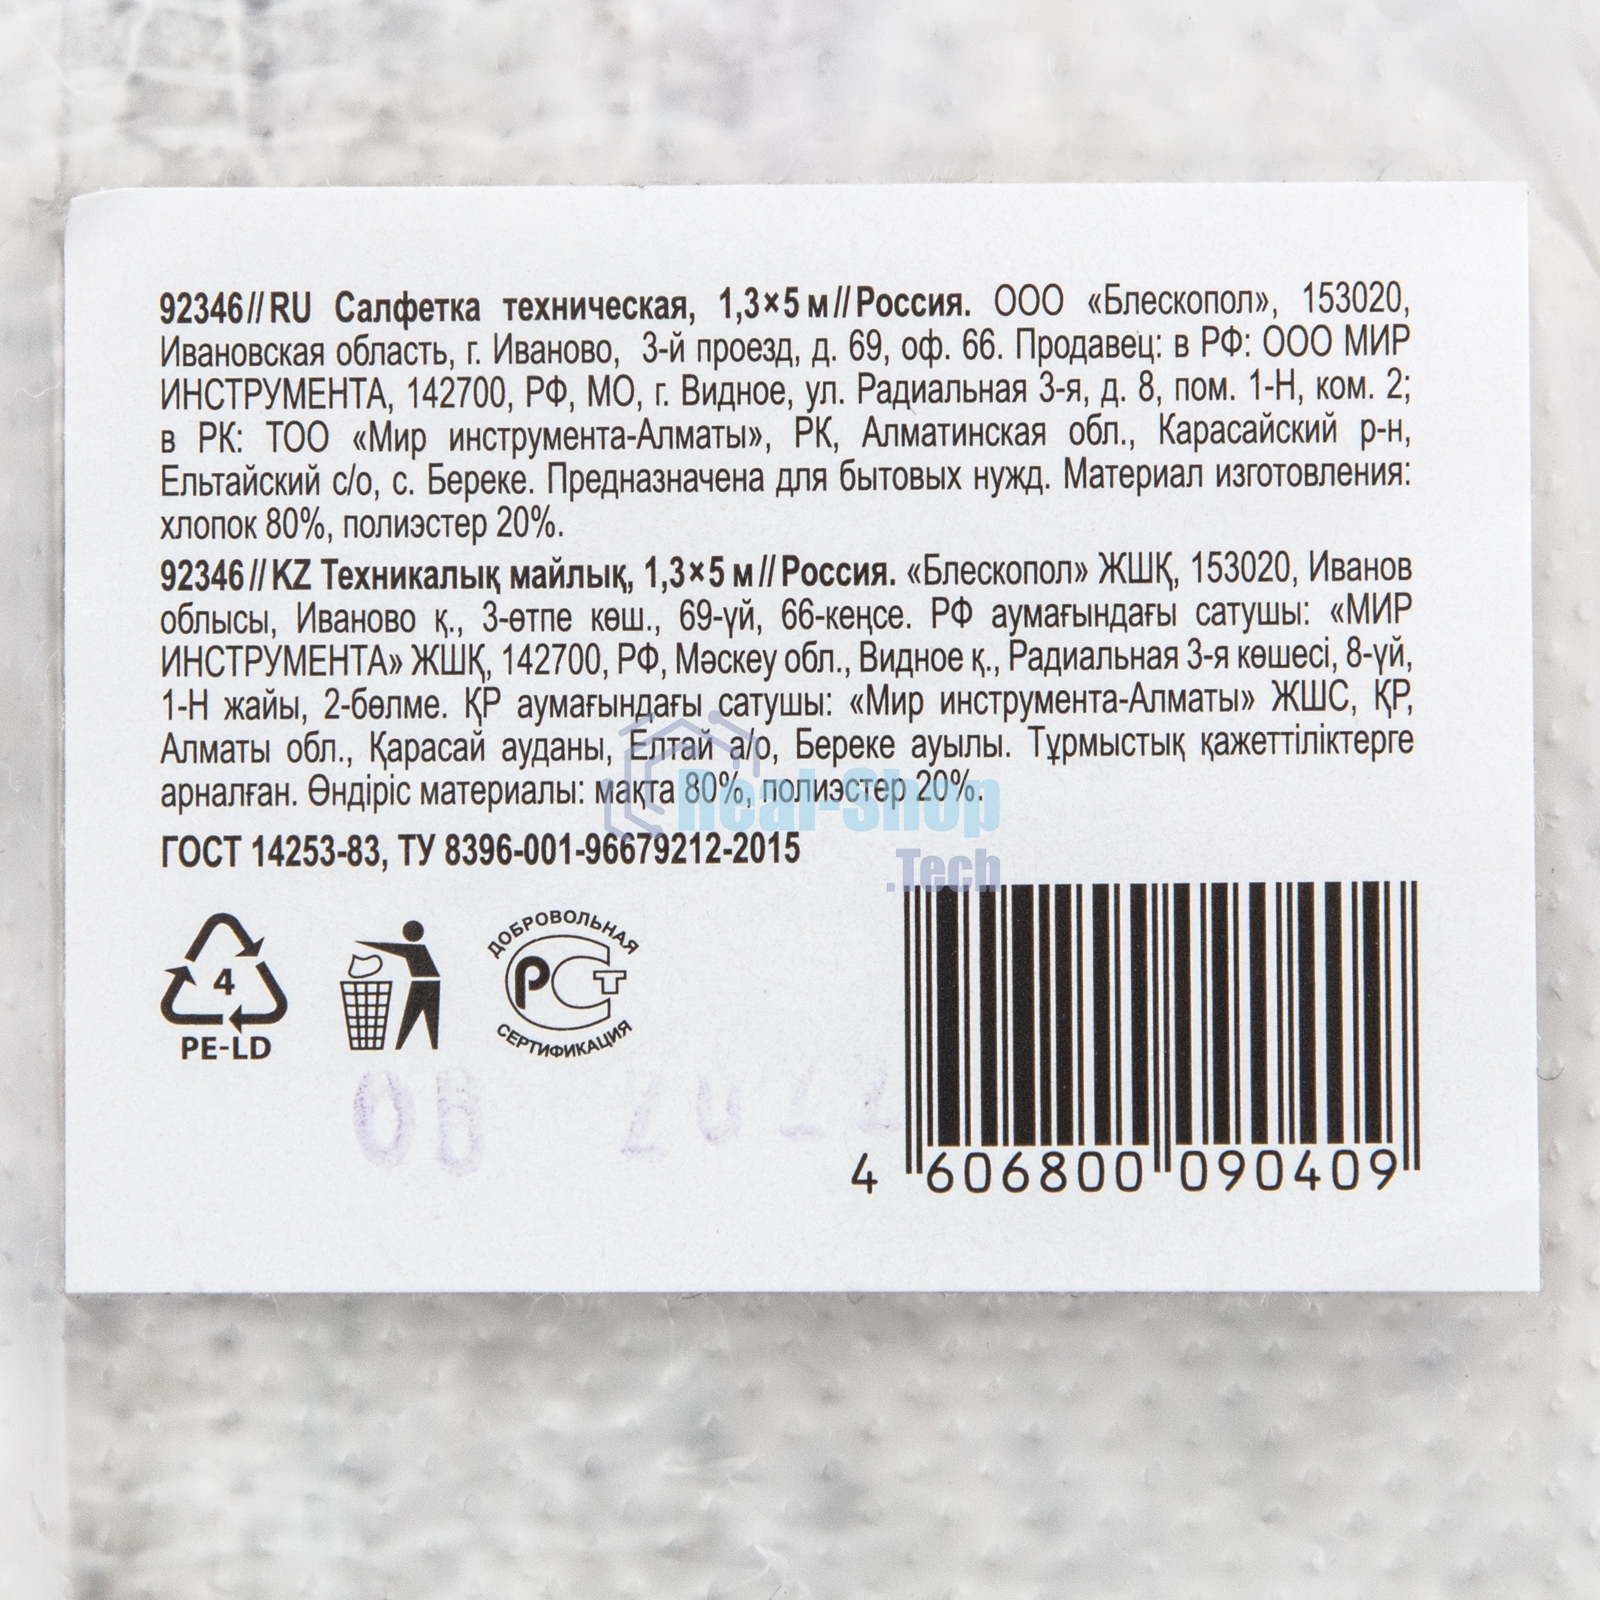 92346//RU Салфетка техническая, 1,3×5 м//Россия. ООО «Блескопол», 153020,
Ивановская область, г. Иваново, 3-й проезд, д. 69, оф. 66. Продавец: в РФ: ООО МИР
ИНСТРУМЕНТА, 142700, РФ, МО, г. Видное, ул. Радиальная 3-я, д. 8, пом. 1-Н, ком. 2;
в РК: ТОО «Мир инструмента-Алматы», РК, Алматинская обл., Карасайский р-н,
Ельтайский с/о, с. Береке. Предназначена для бытовых нужд. Материал изготовления:
хлопок 80%, полиэстер 20%.
92346//KZ Техникалық майлық, 1,3×5 м//Россия. «Блескопол» ЖШҚ, 153020, Иванов
облысы, Иваново қ., 3-өтпе көш., 69-үй, 66-кеңсе. РФ аумағындағы сатушы: «МИР
ИНСТРУМЕНТА» ЖШҚ, 142700, РФ, Мәскеу обл., Видное қ., Радиальная 3-я көшесі, 8-үй,
1-Н жайы, 2-бөлме. ҚР аумағындағы сатушы: «Мир инструмента-Алматы» ЖШС, ҚР,
Алматы обл., Қарасай ауданы, Елтай а/о, Береке ауылы. Тұрмыстық қажеттіліктерге
арналған. Өндіріс материалы: мақта 80%, полиэстер 20%.
Real-Shop
.Tech
ГОСТ 14253-83, ТУ 8396-001-96679212-2015
4
PE-LD
ДОБРОВОЛЬНАЯ
РСТ
СЕРТИФИКАЦИЯ
4 606800 090409